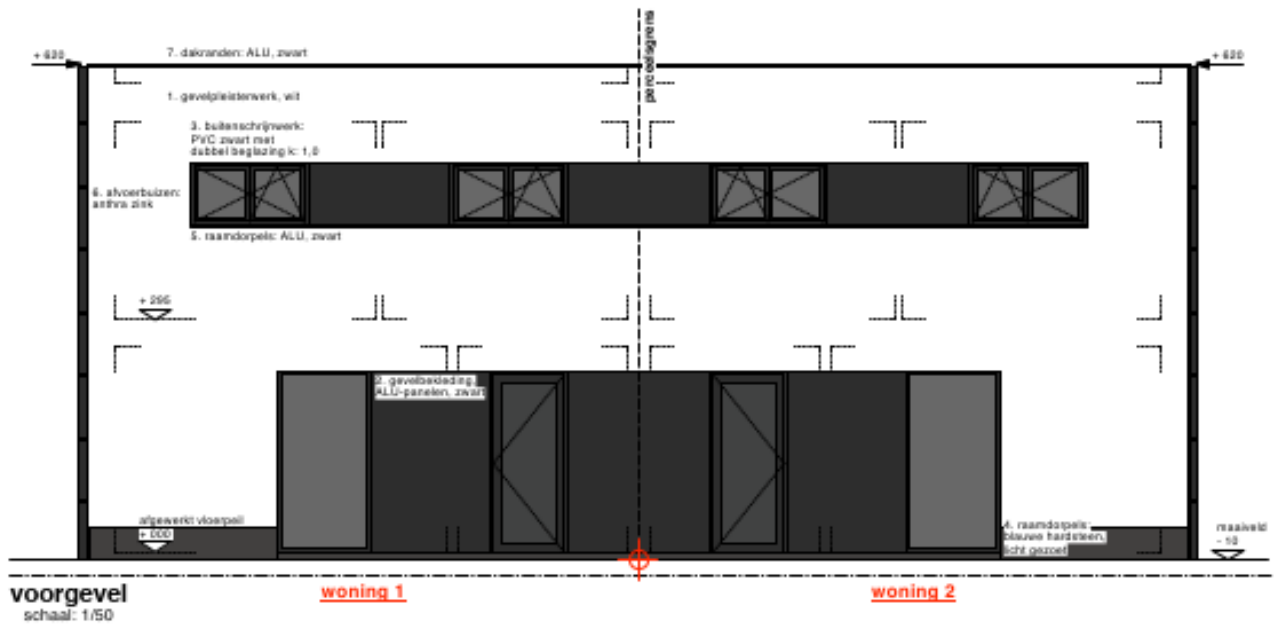 perceelsgrens
+ 620
7. dakranden: ALU, zwart
+ 620
1. gevelpleisterwerk, wit
3. buitenschrijnwerk:
PVC zwart met
dubbel beglazing k: 1,0
6. afvoerbuizen:
anthra zink
5. raamdorpels: ALU, zwart
+ 295
2. gevelbekleding,
ALU-panelen, zwart
afgewerkt vloerpeil
+ 000
4. raamdorpels:
blauwe hardsteen,
licht gezoet
maaiveld
- 10
voorgevel
schaal: 1/50
woning 1
woning 2